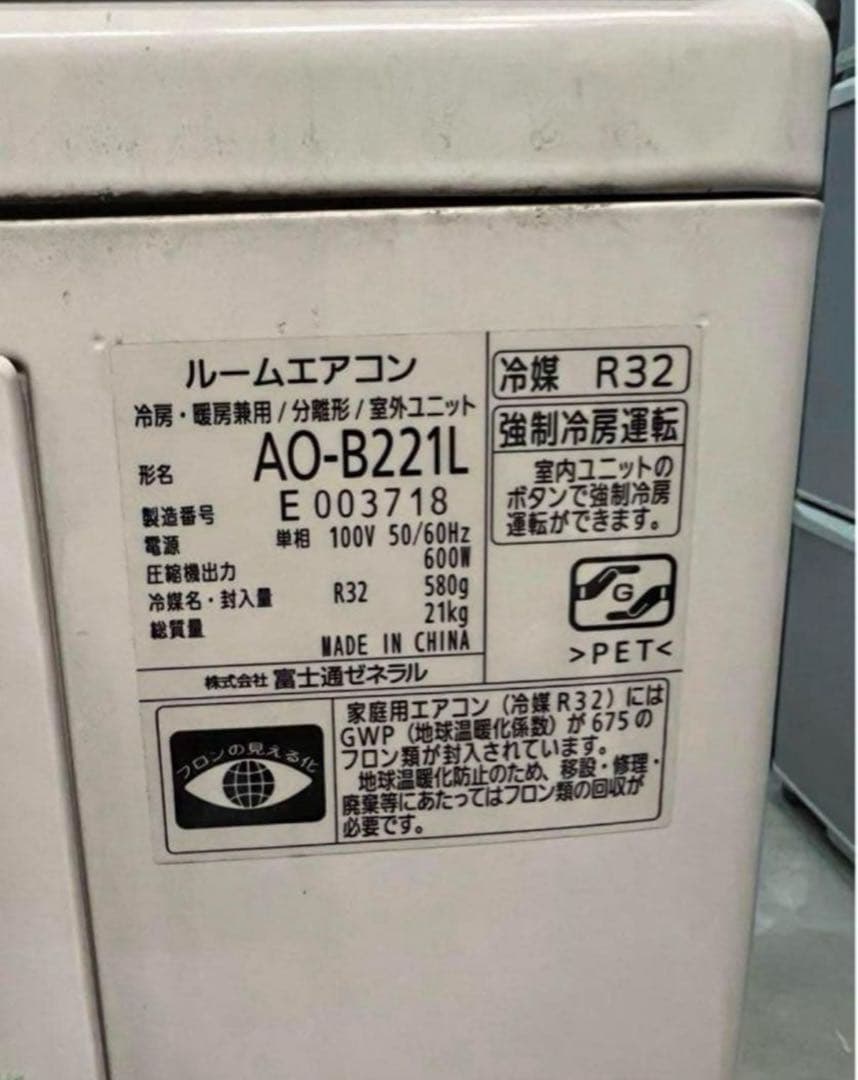 ルームエアコン
冷房・暖房兼用/分離形/室外ユニット
形名 AO-B221L
製造番号 E 003718
電源 単相 100V 50/60Hz
圧縮機出力 600W
冷媒名・封入量 R32 580g
総質量 21kg
MADE IN CHINA
株式会社 富士通ゼネラル
冷媒 R32
強制冷房運転
室内ユニットの
ボタンで強制冷房
運転ができます。
G
>PET<
フロンの見える化
家庭用エアコン（冷媒R32）には
GWP（地球温暖化係数）が675の
フロン類が封入されています。
地球温暖化防止のため、移設・修理・
廃棄等にあたってはフロン類の回収が
必要です。